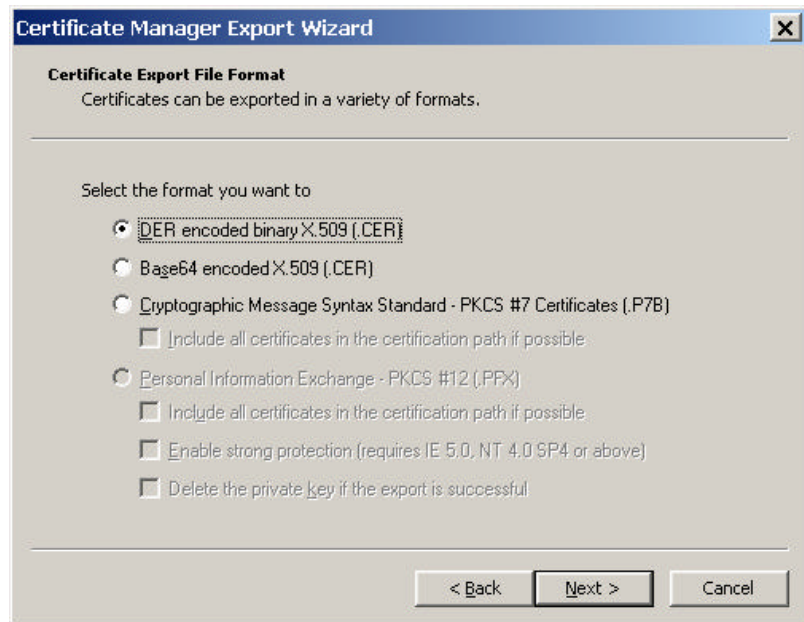 Certificate Manager Export Wizard
Certificate Export File Format
Certificates can be exported in a variety of formats.
Select the format you want to
DER encoded binary X.509 (.CER)
Base64 encoded X.509 (.CER)
Cryptographic Message Syntax Standard - PKCS #7 Certificates (.P7B)
Include all certificates in the certification path if possible
Personal Information Exchange - PKCS #12 (.PFX)
Include all certificates in the certification path if possible
Enable strong protection (requires IE 5.0, NT 4.0 SP4 or above)
Delete the private key if the export is successful
< Back Next > Cancel